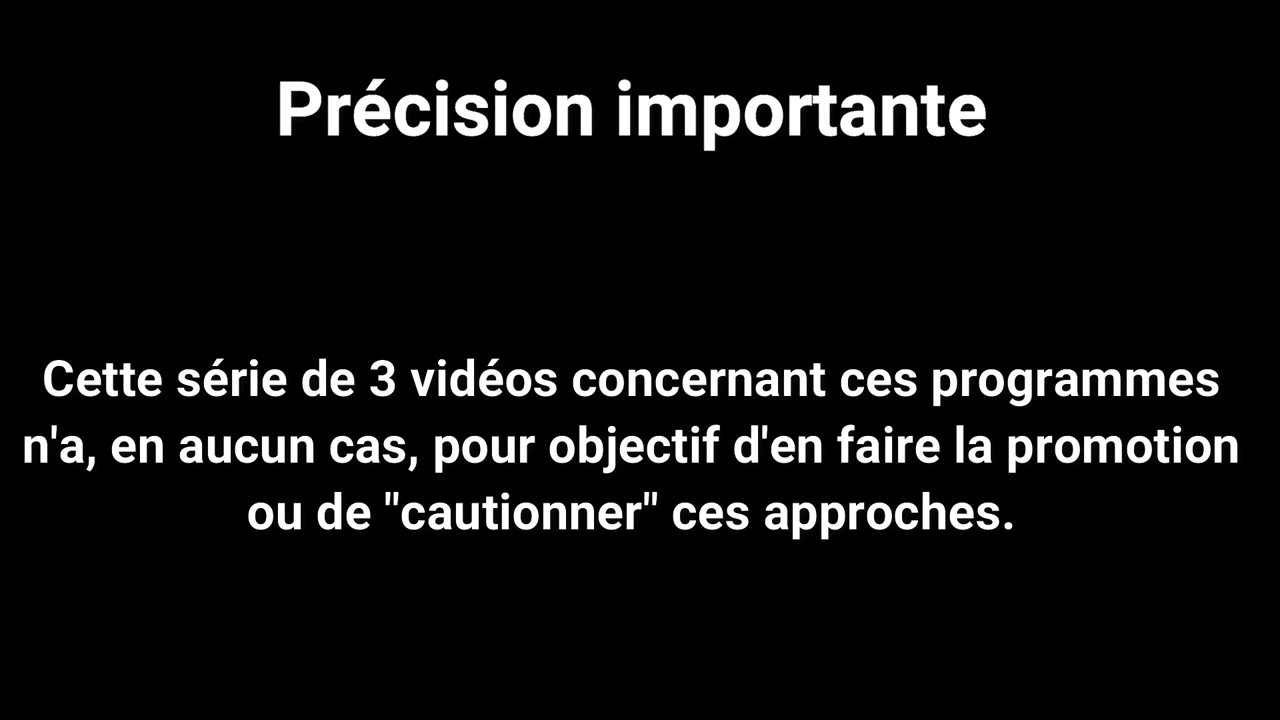 Précision importante
Cette série de 3 vidéos concernant ces programmes
n'a, en aucun cas, pour objectif d'en faire la promotion
ou de "cautionner" ces approches.